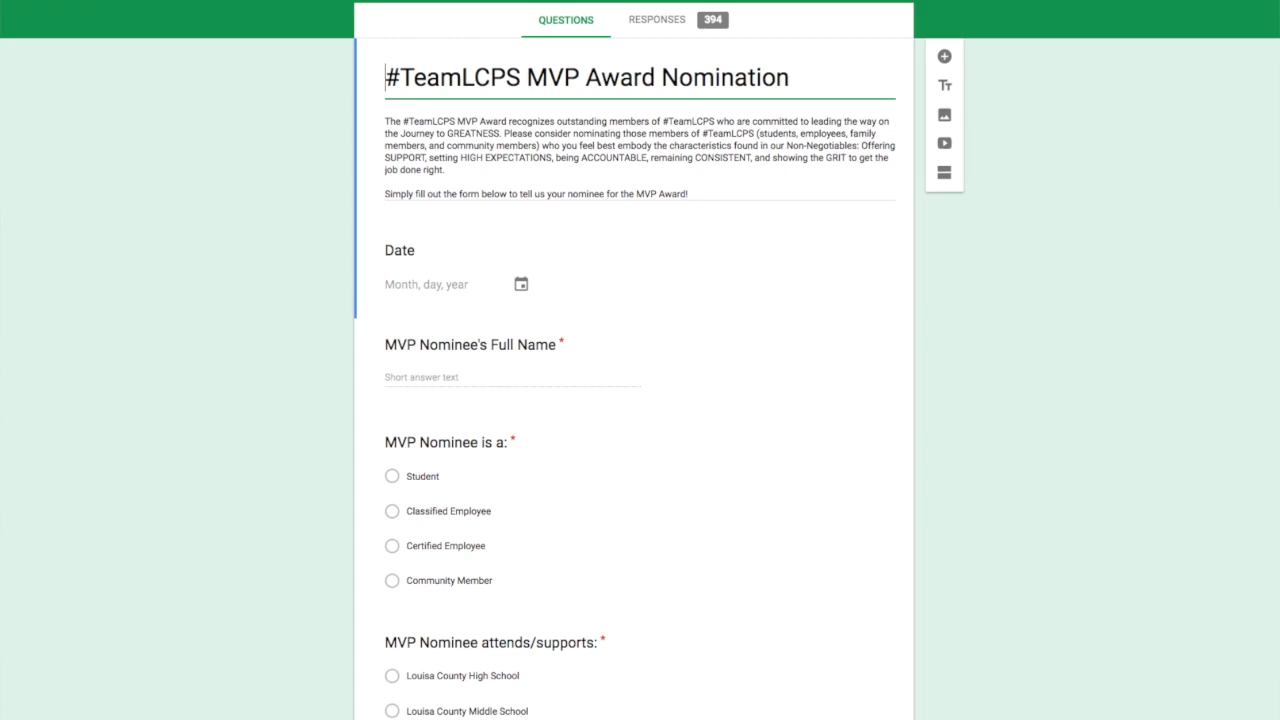 QUESTIONS RESPONSES 394
#TeamLCPS MVP Award Nomination
The #TeamLCPS MVP Award recognizes outstanding members of #TeamLCPS who are committed to leading the way on
the Journey to GREATNESS. Please consider nominating those members of #TeamLCPS (students, employees, family
members, and community members) who you feel best embody the characteristics found in our Non-Negotiables: Offering
SUPPORT, setting HIGH EXPECTATIONS, being ACCOUNTABLE, remaining CONSISTENT, and showing the GRIT to get the
job done right.
Simply fill out the form below to tell us your nominee for the MVP Award!
Date
Month, day, year
MVP Nominee's Full Name *
Short answer text
MVP Nominee is a: *
Student
Classified Employee
Certified Employee
Community Member
MVP Nominee attends/supports: *
Louisa County High School
Louisa County Middle School